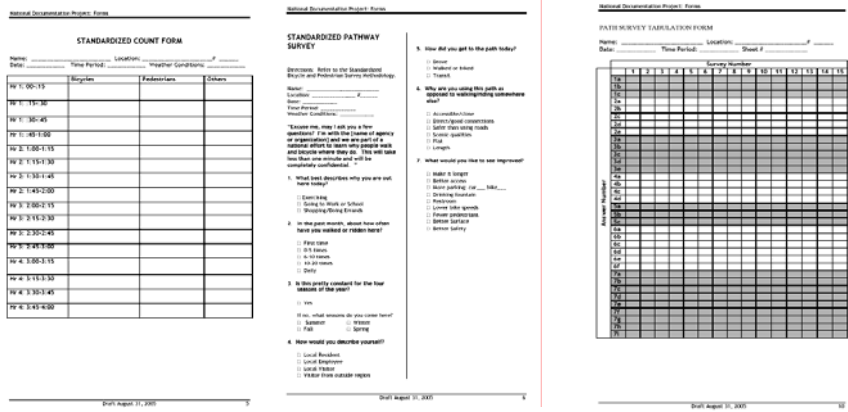 National Documentation Project: Forms
STANDARDIZED COUNT FORM
Name: Location: #
Date: Time Period: Weather Conditions:
Bicycles Pedestrians Others
Hr 1: 00-:15
Hr 1: :15-:30
Hr 1: :30-:45
Hr 1: :45-1:00
Hr 2: 1:00-1:15
Hr 2: 1:15-1:30
Hr 2: 1:30-1:45
Hr 2: 1:45-2:00
Hr 3: 2:00-2:15
Hr 3: 2:15-2:30
Hr 3: 2:30-2:45
Hr 3: 2:45-3:00
Hr 4: 3:00-3:15
Hr 4: 3:15-3:30
Hr 4: 3:30-3:45
Hr 4: 3:45-4:00
Draft August 31, 2005 5
National Documentation Project: Forms
STANDARDIZED PATHWAY
SURVEY
Directions: Refer to the Standardized
Bicycle and Pedestrian Survey Methodology.
Name:
Location: #
Date:
Time Period:
Weather Conditions:
"Excuse me, may I ask you a few
questions? I'm with the [name of agency
or organization] and we are part of a
national effort to learn why people walk
and bicycle where they do. This will take
less than one minute and will be
completely confidential. "
1. What best describes why you are out
here today?
Exercising
Going to Work or School
Shopping/Doing Errands
2. In the past month, about how often
have you walked or ridden here?
First time
0-5 times
6-10 times
10-20 times
Daily
3. Is this pretty constant for the four
seasons of the year?
Yes
If no, what seasons do you come here?
Summer Winter
Fall Spring
4. How would you describe yourself?
Local Resident
Local Employee
Local Visitor
Visitor from outside region
5. How did you get to the path today?
Drove
Walked or biked
Transit
6. Why are you using this path as
opposed to walking/riding somewhere
else?
Accessible/close
Direct/good connections
Safer than using roads
Scenic qualities
Flat
Length
7. What would you like to see improved?
Make it longer
Better access
More parking: car bike
Drinking fountain
Restroom
Lower bike speeds
Fewer pedestrians
Better Surface
Better Safety
Draft August 31, 2005 6
National Documentation Project: Forms
PATH SURVEY TABULATION FORM
Name: Location: #
Date: Time Period: Sheet #
Survey Number
1 2 3 4 5 6 7 8 9 10 11 12 13 14 15
Answer Number
1a
1b
1c
2a
2b
2c
2d
2e
3a
3b
3c
3d
3e
4a
4b
4c
4d
5a
5b
5c
6a
6b
6c
6d
6e
6f
7a
7b
7c
7d
7e
7f
7g
7h
7i
Draft August 31, 2005 10